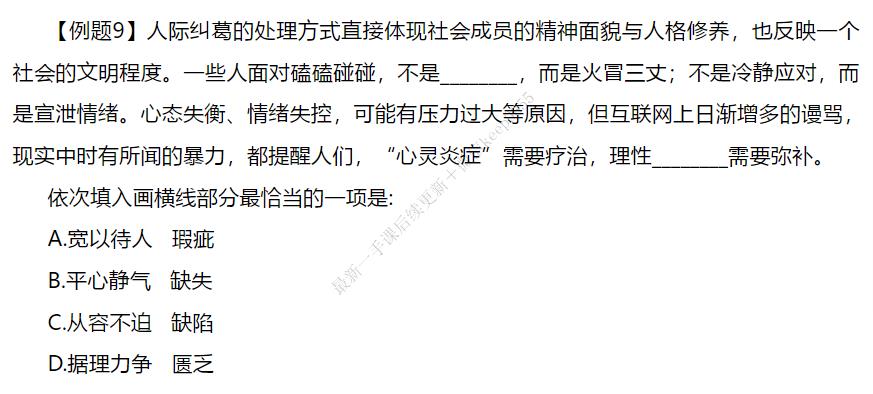 【例题9】人际纠葛的处理方式直接体现社会成员的精神面貌与人格修养，也反映一个
社会的文明程度。一些人面对磕磕碰碰，不是________，而是火冒三丈；不是冷静应对，而
是宣泄情绪。心态失衡、情绪失控，可能有压力过大等原因，但互联网上日渐增多的谩骂，
现实中时有所闻的暴力，都提醒人们，“心灵炎症”需要疗治，理性________需要弥补。
依次填入画横线部分最恰当的一项是:
A.宽以待人 瑕疵
B.平心静气 缺失
C.从容不迫 缺陷
D.据理力争 匮乏
最新一手课后续更新+